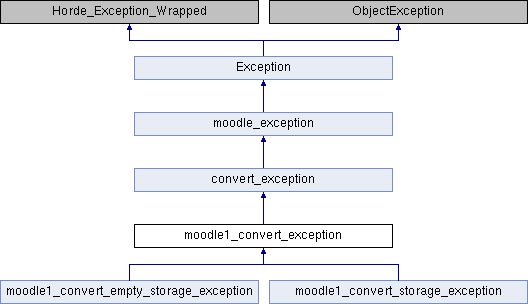 Horde_Exception_Wrapped
ObjectException
Exception
moodle_exception
convert_exception
moodle1_convert_exception
moodle1_convert_empty_storage_exception
moodle1_convert_storage_exception